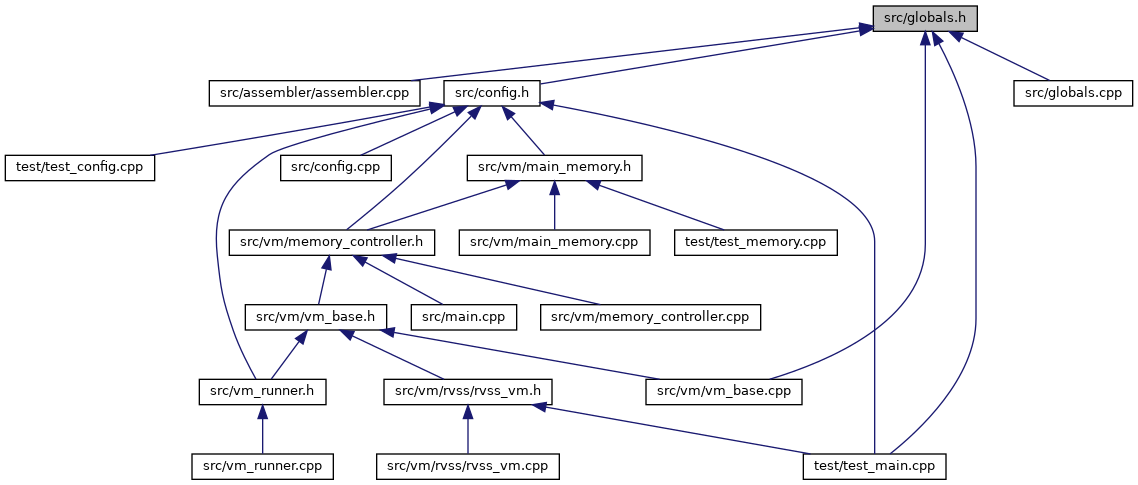 src/globals.h
src/assembler/assembler.cpp
src/config.h
src/globals.cpp
test/test_config.cpp
src/config.cpp
src/vm/main_memory.h
src/vm/memory_controller.h
src/vm/main_memory.cpp
test/test_memory.cpp
src/vm/vm_base.h
src/main.cpp
src/vm/memory_controller.cpp
src/vm_runner.h
src/vm/rvss/rvss_vm.h
src/vm/vm_base.cpp
src/vm_runner.cpp
src/vm/rvss/rvss_vm.cpp
test/test_main.cpp